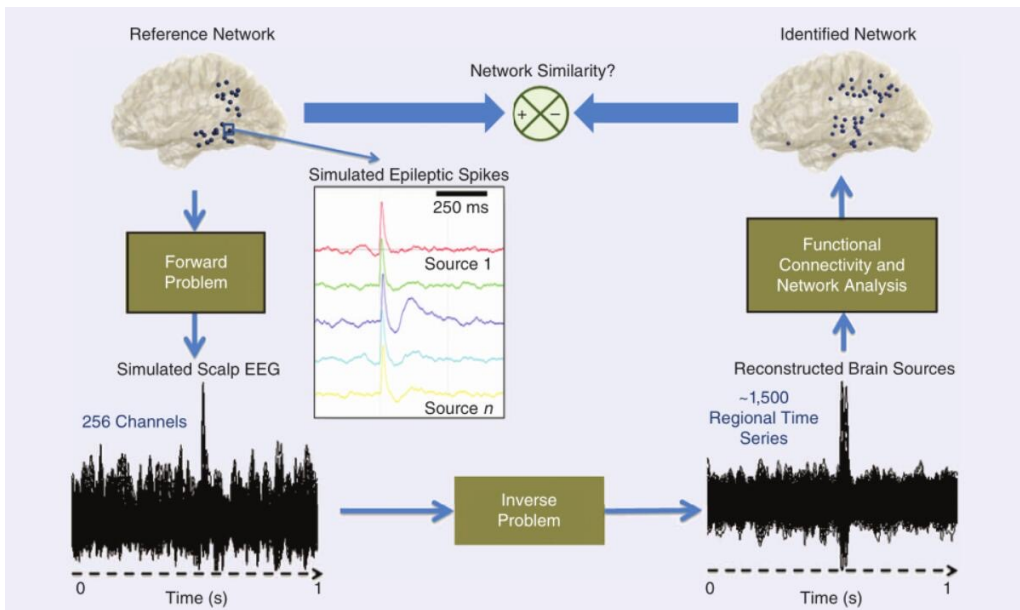 Reference Network
Identified Network
Network Similarity?
+
−
Simulated Epileptic Spikes
250 ms
Source 1
Source n
Forward
Problem
Functional
Connectivity and
Network Analysis
Simulated Scalp EEG
256 Channels
Reconstructed Brain Sources
~1,500
Regional Time
Series
Inverse
Problem
0
1
Time (s)
0
1
Time (s)